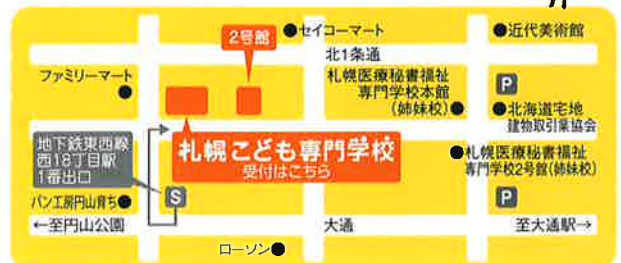 セイコーマート
近代美術館
2号館
北1条通
ファミリーマート
札幌医療秘書福祉
専門学校本館
(姉妹校)
P
北海道宅地
建物取引業協会
地下鉄東西線
西18丁目駅
1番出口
札幌こども専門学校
受付はこちら
札幌医療秘書福祉
専門学校2号館(姉妹校)
S
P
パン工房円山育ち
←至円山公園
大通
至大通駅→
ローソン